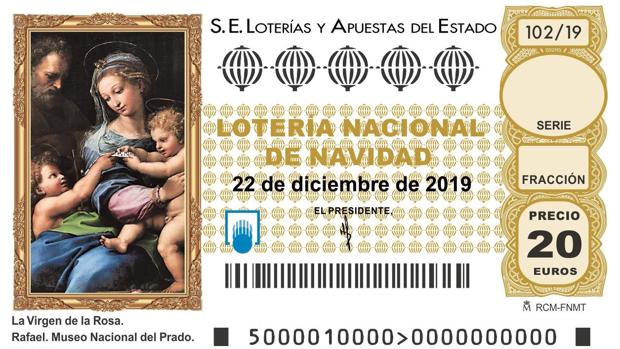 S.E. LOTERÍAS Y APUESTAS DEL ESTADO
102/19
SERIE
LOTERÍA NACIONAL
DE NAVIDAD
22 de diciembre de 2019
EL PRESIDENTE,
FRACCIÓN
PRECIO
20
EUROS
RCM-FNMT
La Virgen de la Rosa.
Rafael. Museo Nacional del Prado.
5000010000>0000000000